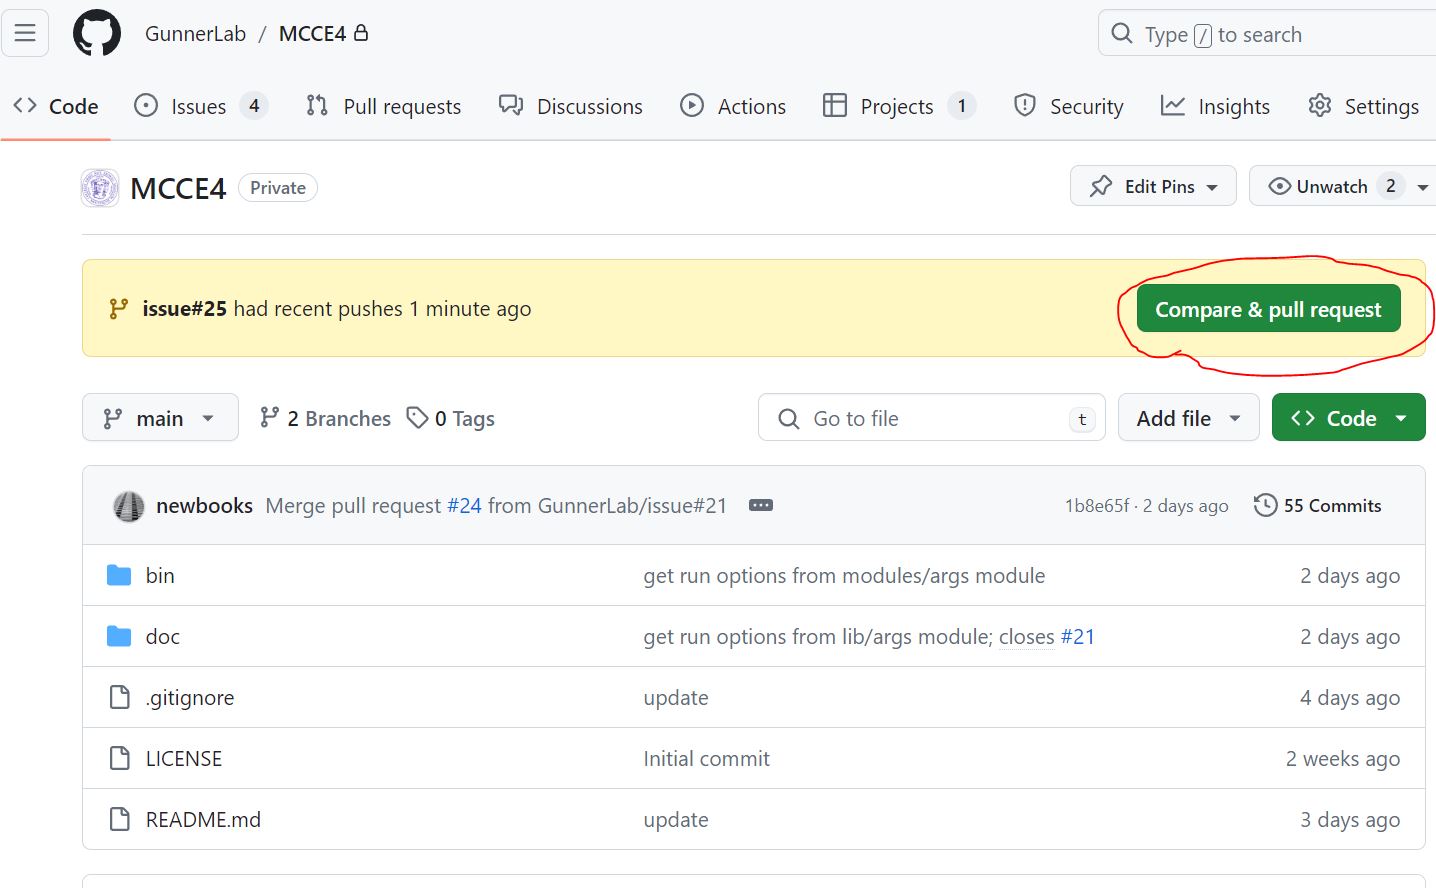 GunnerLab / MCCE4 Type / to search
Code Issues 4 Pull requests Discussions Actions Projects 1 Security Insights Settings
MCCE4 Private Edit Pins Unwatch 2
issue#25 had recent pushes 1 minute ago Compare & pull request
main 2 Branches 0 Tags Go to file t Add file Code
newbooks Merge pull request #24 from GunnerLab/issue#21 1b8e65f · 2 days ago 55 Commits
bin get run options from modules/args module 2 days ago
doc get run options from lib/args module; closes #21 2 days ago
.gitignore update 4 days ago
LICENSE Initial commit 2 weeks ago
README.md update 3 days ago